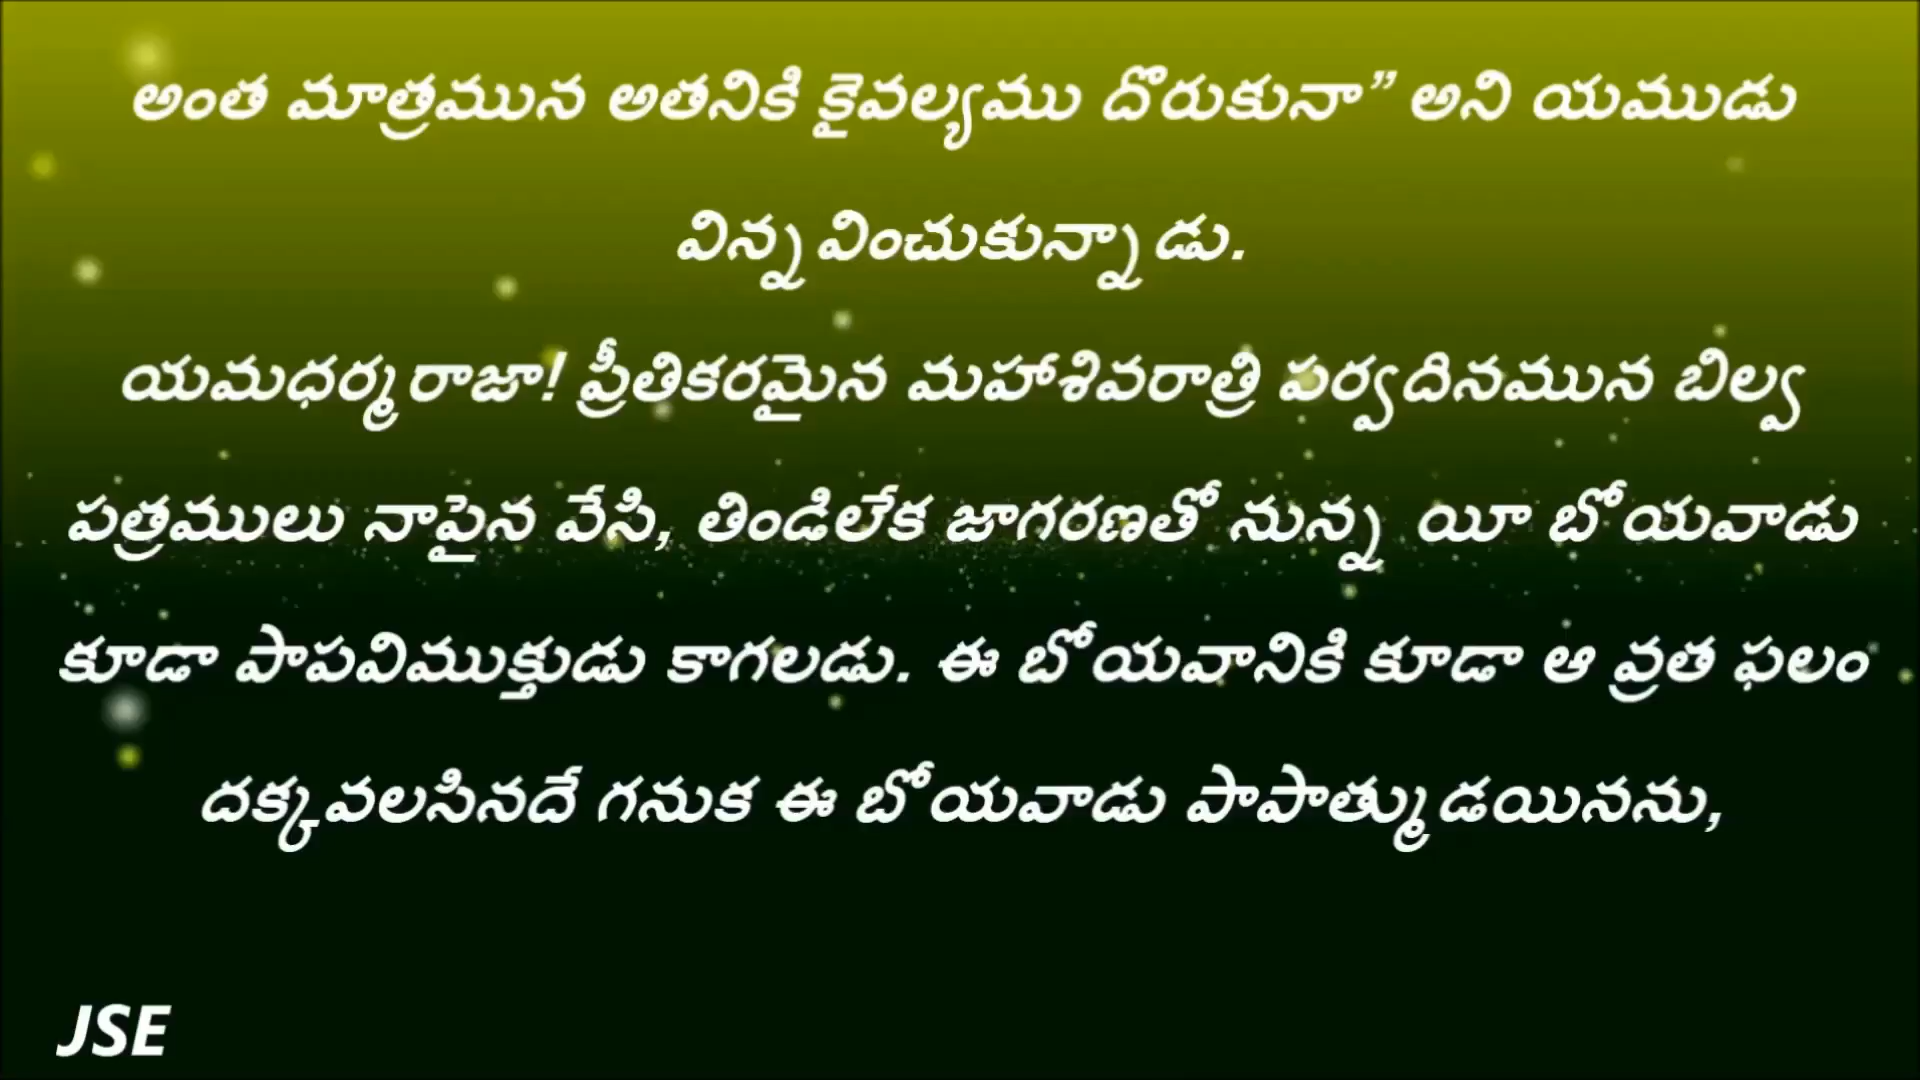 అంత మాత్రమున అతనికి కైవల్యము దొరుకునా” అని యముడు
విన్నవించుకున్నాడు.
యమధర్మరాజా! ప్రీతికరమైన మహాశివరాత్రి పర్వదినమున బిల్వ
పత్రములు నాపైన వేసి, తిండిలేక జాగరణతో నున్న యీ బోయవాడు
కూడా పాపవిముక్తుడు కాగలడు. ఈ బోయవానికి కూడా ఆ వ్రత ఫలం
దక్కవలసినదే గనుక ఈ బోయవాడు పాపాత్ముడయినను,
JSE